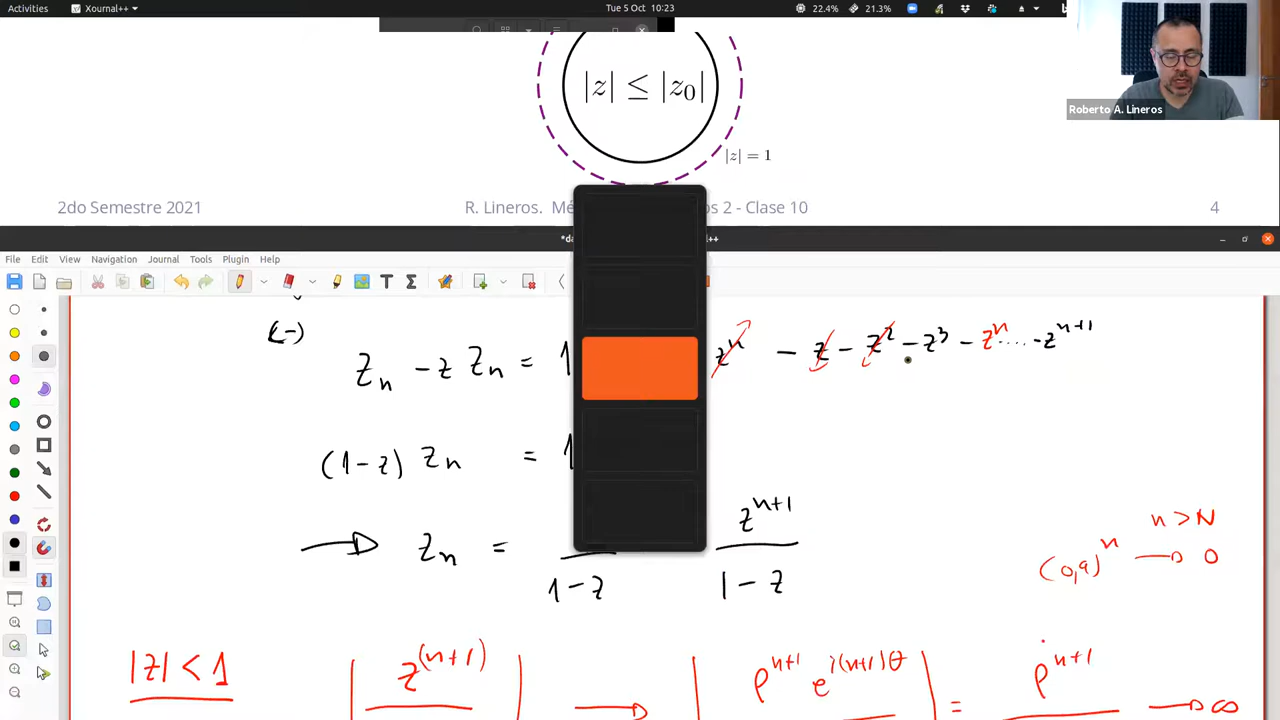 Activities Xournal++ Tue 5 Oct 10:23 22.4% 21.3%
|z| ≤ |z₀|
Roberto A. Lineros
|z| = 1
2do Semestre 2021 R. Lineros. Mé os 2 - Clase 10 4
*da l++
File Edit View Navigation Journal Tools Plugin Help
(-)
Zₙ - z Zₙ = 1 zⁿ - z - z² - z³ - zⁿ .... - zⁿ⁺¹
(1-z) Zₙ = 1
Zₙ = 1-z zⁿ⁺¹ / 1-z
n > N
(0,9)ⁿ → 0
|z| < 1 | z⁽ⁿ⁺¹⁾ | → | ρⁿ⁺¹ e^{i(n+1)θ} | = ρⁿ⁺¹ → ∞